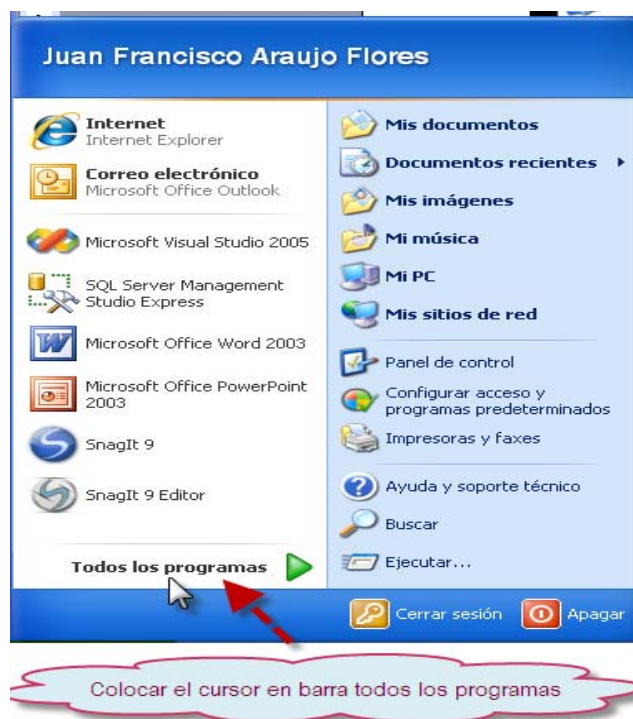 Juan Francisco Araujo Flores
Internet
Internet Explorer
Correo electrónico
Microsoft Office Outlook
Microsoft Visual Studio 2005
SQL Server Management
Studio Express
Microsoft Office Word 2003
Microsoft Office PowerPoint
2003
SnagIt 9
SnagIt 9 Editor
Todos los programas
Mis documentos
Documentos recientes
Mis imágenes
Mi música
Mi PC
Mis sitios de red
Panel de control
Configurar acceso y
programas predeterminados
Impresoras y faxes
Ayuda y soporte técnico
Buscar
Ejecutar...
Cerrar sesión
Apagar
Colocar el cursor en barra todos los programas